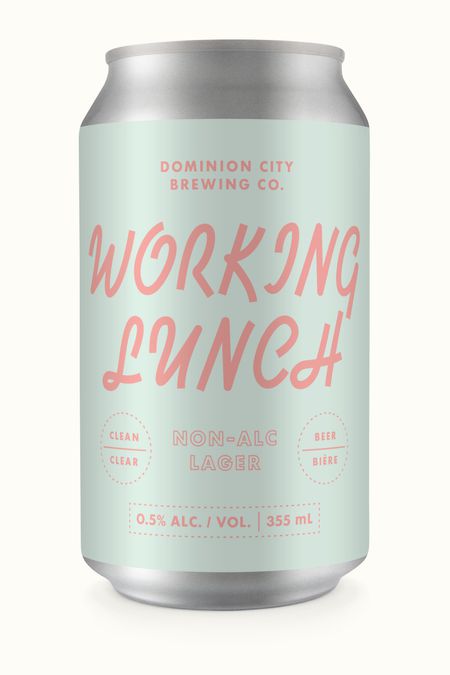 DOMINION CITY
BREWING CO.
WORKING
LUNCH
CLEAN
CLEAR
NON-ALC
LAGER
BEER
BIÈRE
0.5% ALC. / VOL. | 355 mL